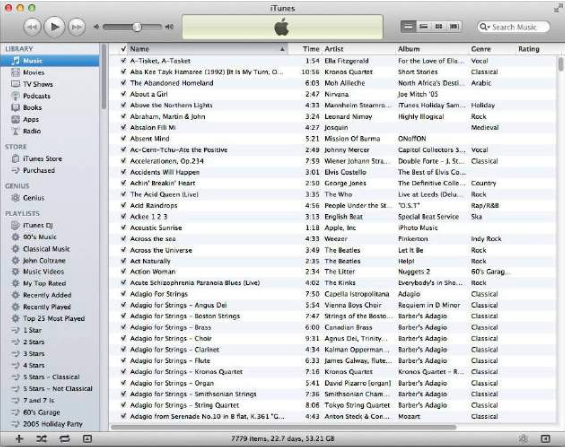 iTunes
Search Music
LIBRARY
Music
Movies
TV Shows
Podcasts
Books
Apps
Radio
STORE
iTunes Store
Purchased
GENIUS
Genius
PLAYLISTS
iTunes DJ
90's Music
Classical Music
John Coltrane
Music Videos
My Top Rated
Recently Added
Recently Played
Top 25 Most Played
1 Star
2 Stars
3 Stars
4 Stars
5 Stars - Classical
5 Stars - Not Classical
7 and 7 is
60's Garage
2005 Holiday Party
Name Time Artist Album Genre Rating
A-Tisket, A-Tasket 1:54 Ella Fitzgerald For the Love of Ella... Vocal
Aba Kee Tayk Hamaree (1992) [It Is My Turn, O... 10:56 Kronos Quartet Short Stories Classical
The Abandoned Homeland 6:03 Moh Alileche North Africa's Desti... Arabic
About a Girl 2:47 Nirvana Joe Mitch '05
Above the Northern Lights 4:33 Mannheim Steamro... iTunes Holiday Sam... Holiday
Abraham, Martin & John 3:24 Leonard Nimoy Highly Illogical Rock
Absalon Fili Mi 4:27 Josquin Medieval
Absent Mind 5:21 Mission Of Burma ONoffON
Ac-Cent-Tchu-Ate the Positive 2:49 Johnny Mercer Capitol Collectors S... Vocal
Accelerationen, Op.234 7:59 Wiener Johann Stra... Double Forte - J. St... Classical
Accidents Will Happen 3:01 Elvis Costello The Best of Elvis Co...
Achin' Breakin' Heart 2:50 George Jones The Definitive Colle... Country
The Acid Queen (Live) 3:35 The Who Live at Leeds (Delu... Rock
Acid Raindrops 4:56 People Under the St... "O.S.T" Rap/R&B
Ackee 1 2 3 3:13 English Beat Special Beat Service Ska
Acoustic Sunrise 1:18 Apple, Inc iPhoto Music
Across the sea 4:33 Weezer Pinkerton Indy Rock
Across the Universe 3:49 The Beatles Let It Be Rock
Act Naturally 2:35 The Beatles Help! Rock
Action Woman 2:34 The Litter Nuggets 2 60's Garag...
Acute Schizophrenia Paranoia Blues (Live) 4:02 The Kinks Everybody's in Sho... Rock
Adagio For Strings 7:50 Capella Istropolitana Adagio Classical
Adagio for Strings - Angus Dei 5:54 Vienna Boys Choir Requiem in D Minor Classical
Adagio for Strings - Boston Strings 7:47 Strings of the Bosto... Barber's Adagio Classical
Adagio for Strings - Brass 6:00 Canadian Brass Barber's Adagio Classical
Adagio for Strings - Choir 9:31 Agnus Dei, Trinity... Barber's Adagio Classical
Adagio for Strings - Clarinet 4:34 Kalman Opperman... Barber's Adagio Classical
Adagio for Strings - Flute 6:33 James Galway, flute... Barber's Adagio Classical
Adagio for Strings - Kronos Quartet 7:16 Kronos Quartet Kronos Quartet - R... Classical
Adagio for Strings - Organ 5:41 David Pizarro [organ] Barber's Adagio Classical
Adagio for Strings - Strings 7:36 Smithsonian Cham... Barber's Adagio Classical
Adagio for Strings - String Quartet 8:06 Tokyo String Quartet Barber's Adagio Classical
Adagio from Serenade No.10 in B flat, K.361 "G... 4:43 Anton Steck & Con... Mozart Classical
7779 items, 22.7 days, 53.21 GB